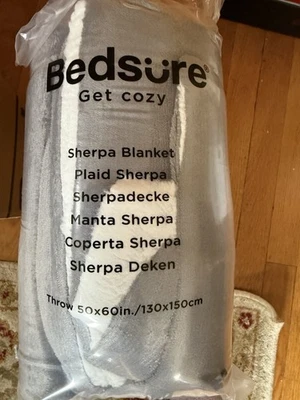 Bedsure
Get cozy
Sherpa Blanket
Plaid Sherpa
Sherpadecke
Manta Sherpa
Coperta Sherpa
Sherpa Deken
Throw 50x60in./130x150cm